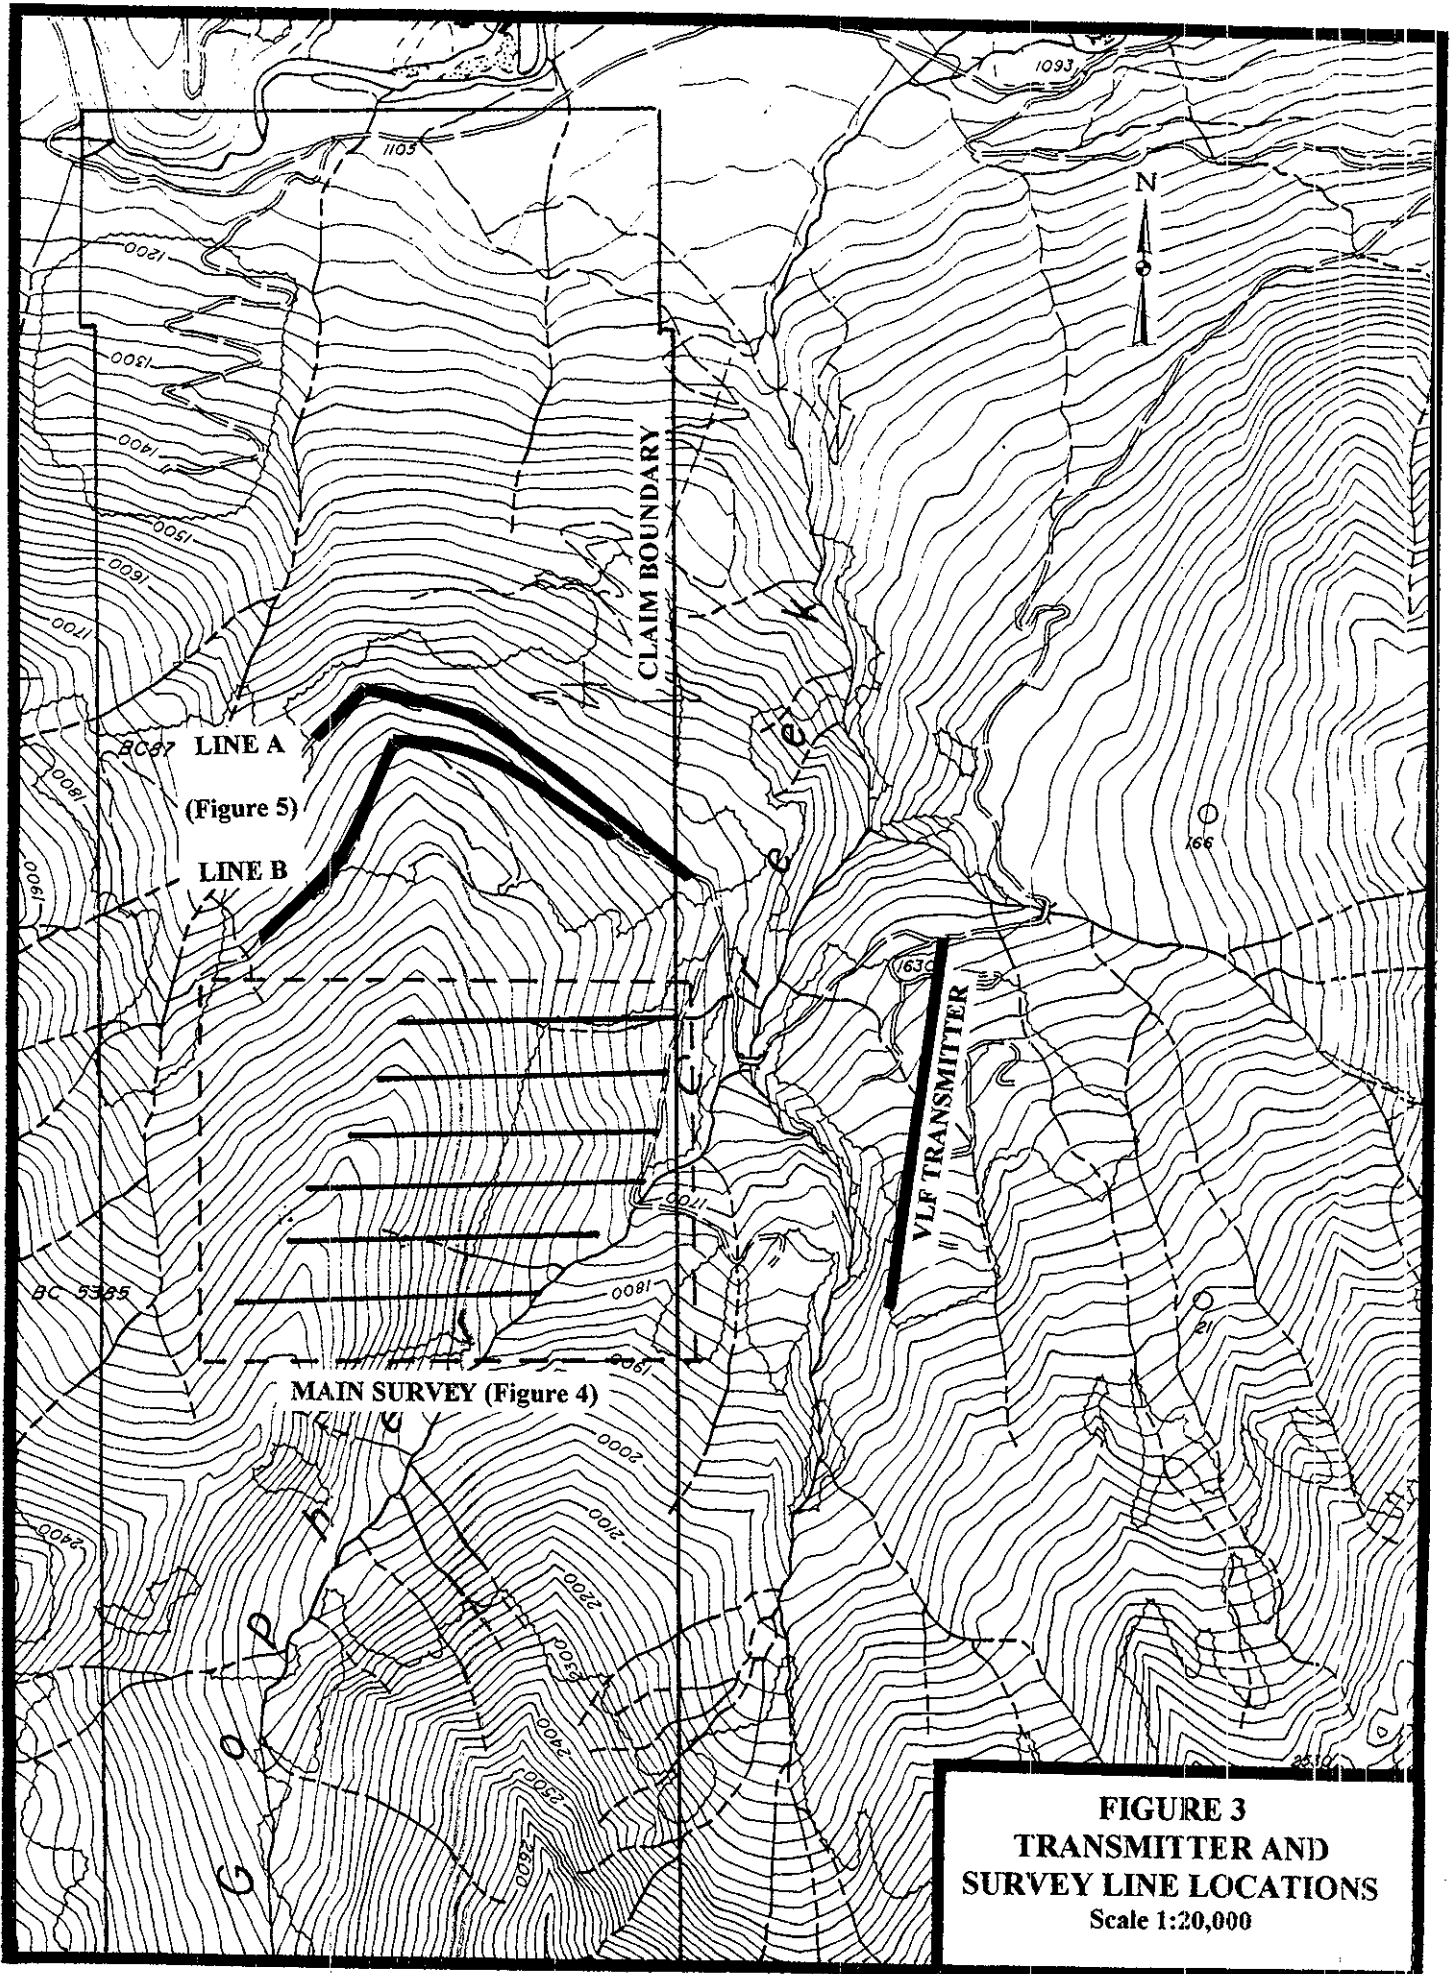 1093
1105
N
1200
1300
1400
1500
1600
1700
CLAIM BOUNDARY
BC87
LINE A
(Figure 5)
LINE B
1800
1900
166
1630
VLF TRANSMITTER
1700
BC 5385
1800
21
1900
MAIN SURVEY (Figure 4)
Gopher Creek
2000
2100
2200
2300
2400
2400
2500
2600
2530
FIGURE 3
TRANSMITTER AND
SURVEY LINE LOCATIONS
Scale 1:20,000